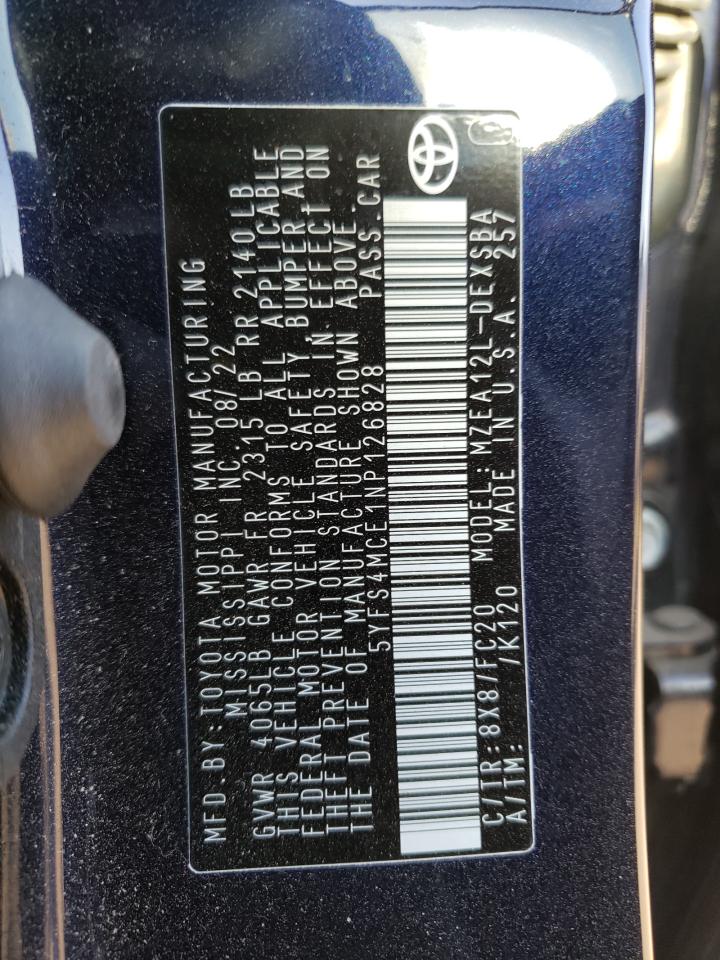 MFD.BY:TOYOTA MOTOR MANUFACTURING
MISSISSIPPI INC. 08/22
GVWR 4065LB GAWR FR 2315 LB RR 2140LB
THIS VEHICLE CONFORMS TO ALL APPLICABLE
FEDERAL MOTOR VEHICLE SAFETY, BUMPER AND
THEFT PREVENTION STANDARDS IN EFFECT ON
THE DATE OF MANUFACTURE SHOWN ABOVE.
5YFS4MCE1NP126828 PASS.CAR
C/TR:8X8/FC20 MODEL:MZEA12L-DEXSBA
A/TM: /K120 MADE IN U.S.A. 257